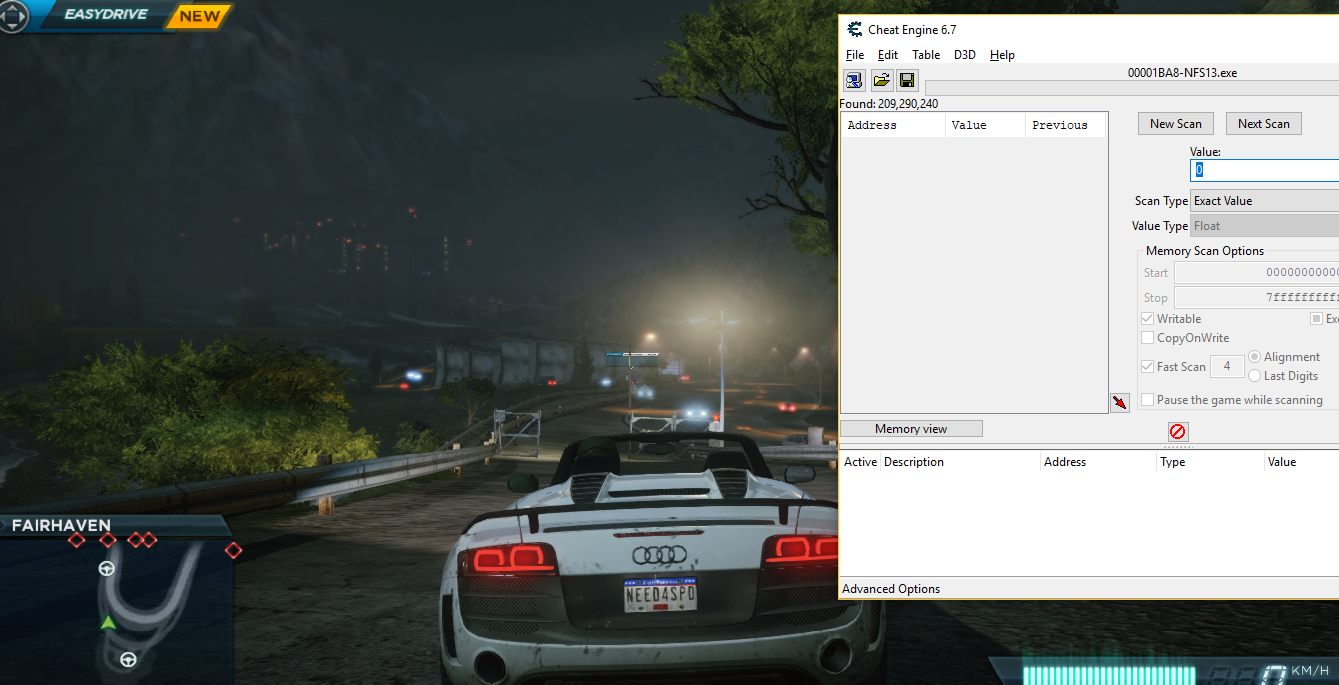 EASYDRIVE
NEW
Cheat Engine 6.7
File Edit Table D3D Help
00001BA8-NFS13.exe
Found: 209,290,240
Address Value Previous
New Scan Next Scan
Value:
0
Scan Type Exact Value
Value Type Float
Memory Scan Options
Start 00000000000
Stop 7fffffffff
Writable
CopyOnWrite
Fast Scan 4 Alignment
Last Digits
Pause the game while scanning
Memory view
Active Description Address Type Value
Advanced Options
FAIRHAVEN
NEED4SPD
0 KM/H